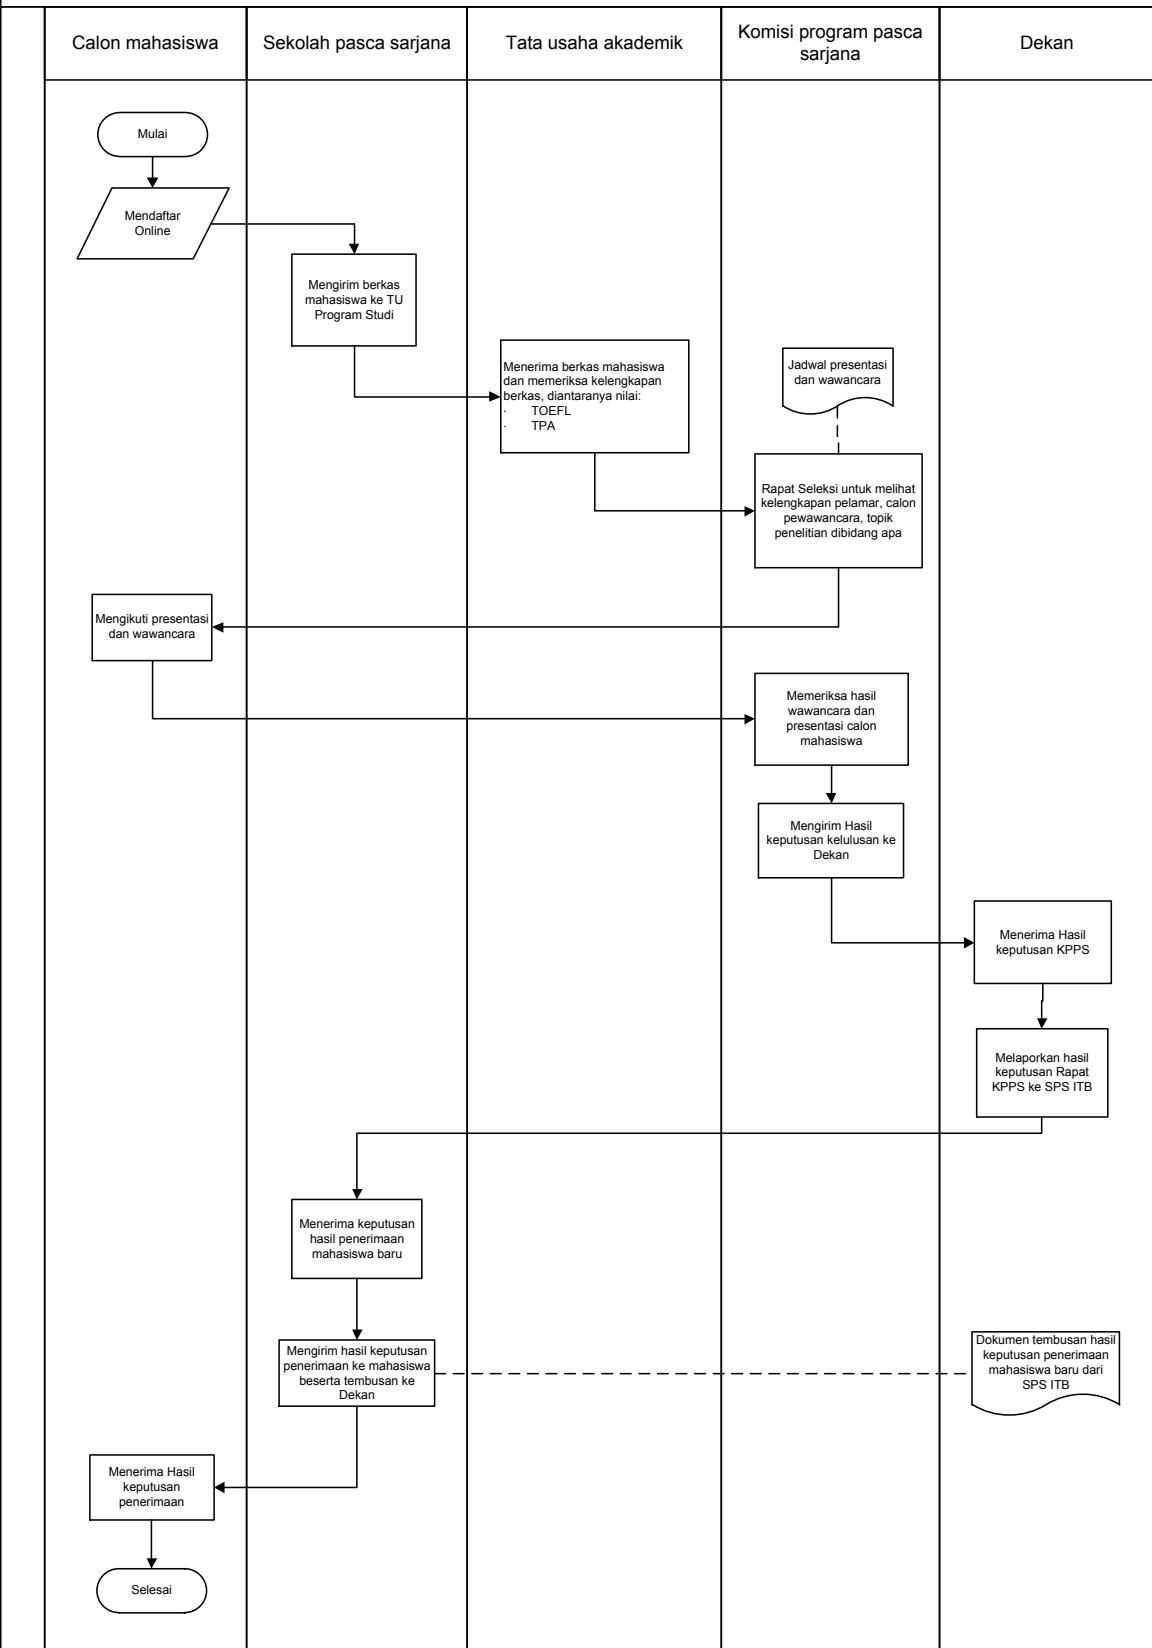 Calon mahasiswa
Sekolah pasca sarjana
Tata usaha akademik
Komisi program pasca
sarjana
Dekan
Mulai
Mendaftar
Online
Mengirim berkas
mahasiswa ke TU
Program Studi
Menerima berkas mahasiswa
dan memeriksa kelengkapan
berkas, diantaranya nilai:
· TOEFL
· TPA
Jadwal presentasi
dan wawancara
Rapat Seleksi untuk melihat
kelengkapan pelamar, calon
pewawancara, topik
penelitian dibidang apa
Mengikuti presentasi
dan wawancara
Memeriksa hasil
wawancara dan
presentasi calon
mahasiswa
Mengirim Hasil
keputusan kelulusan ke
Dekan
Menerima Hasil
keputusan KPPS
Melaporkan hasil
keputusan Rapat
KPPS ke SPS ITB
Menerima keputusan
hasil penerimaan
mahasiswa baru
Mengirim hasil keputusan
penerimaan ke mahasiswa
beserta tembusan ke
Dekan
Dokumen tembusan hasil
keputusan penerimaan
mahasiswa baru dari
SPS ITB
Menerima Hasil
keputusan
penerimaan
Selesai